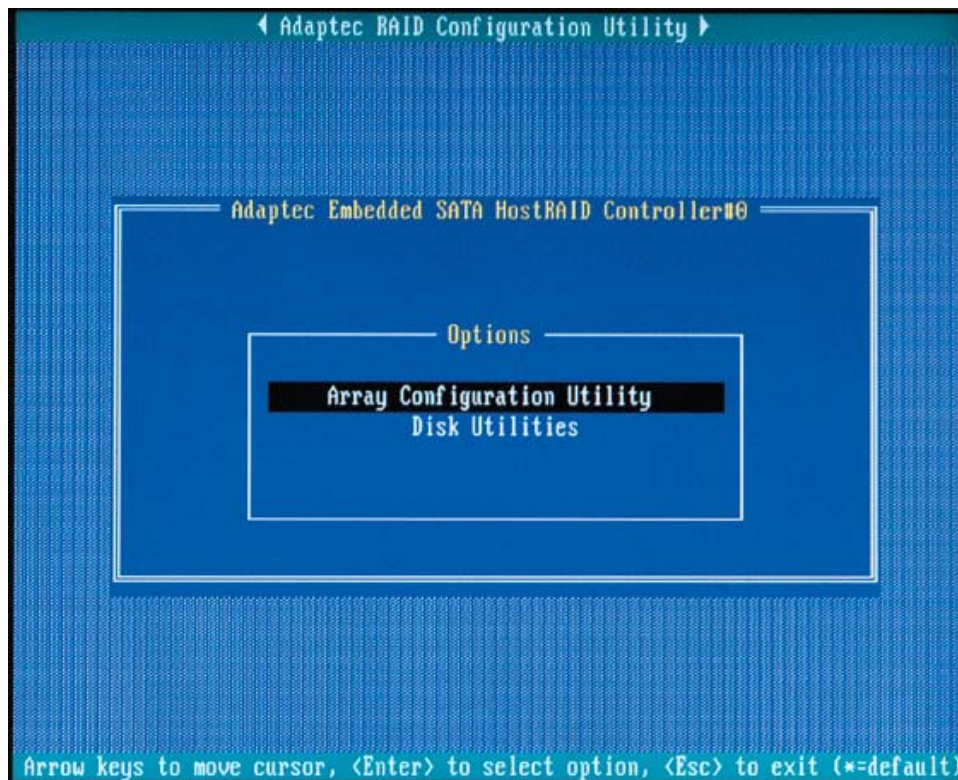 Adaptec RAID Configuration Utility
Adaptec Embedded SATA HostRAID Controller#0
Options
Array Configuration Utility
Disk Utilities
Arrow keys to move cursor, <Enter> to select option, <Esc> to exit (*=default)